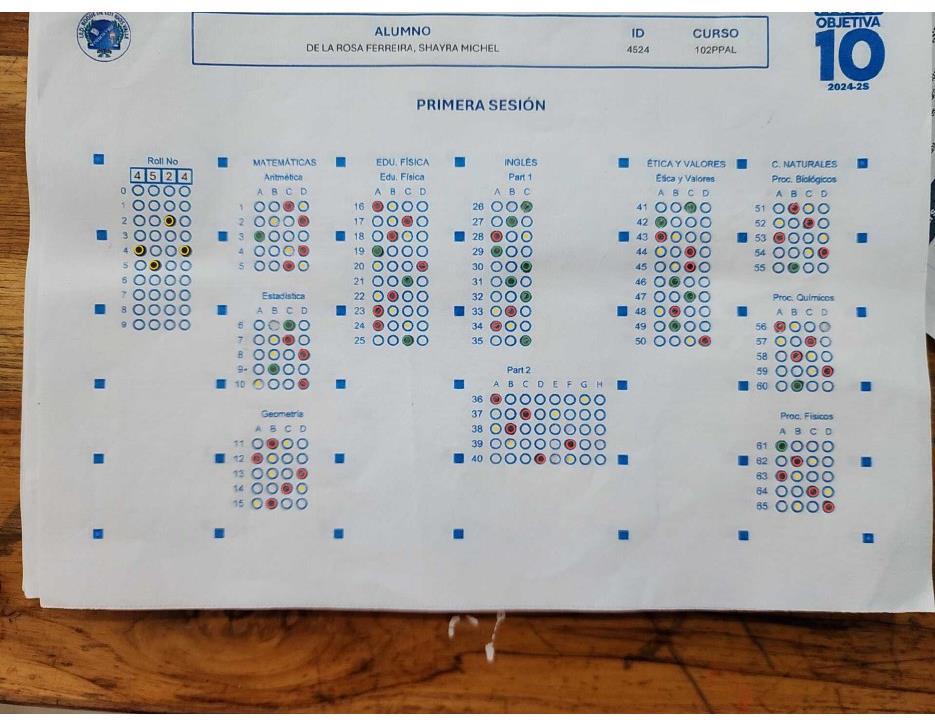 ALUMNO ID CURSO
DE LA ROSA FERREIRA, SHAYRA MICHEL 4524 102PPAL
OBJETIVA
10
2024-2S
PRIMERA SESIÓN
Roll No
4 5 2 4
0
1
2
3
4
5
6
7
8
9
MATEMÁTICAS
Aritmética
A B C D
1
2
3
4
5
Estadística
A B C D
6
7
8
9
10
Geometría
A B C D
11
12
13
14
15
EDU. FÍSICA
Edu. Física
A B C D
16
17
18
19
20
21
22
23
24
25
INGLÉS
Part 1
A B C
26
27
28
29
30
31
32
33
34
35
Part 2
A B C D E F G H
36
37
38
39
40
ÉTICA Y VALORES
Ética y Valores
A B C D
41
42
43
44
45
46
47
48
49
50
C. NATURALES
Proc. Biológicos
A B C D
51
52
53
54
55
Proc. Químicos
A B C D
56
57
58
59
60
Proc. Físicos
A B C D
61
62
63
64
65